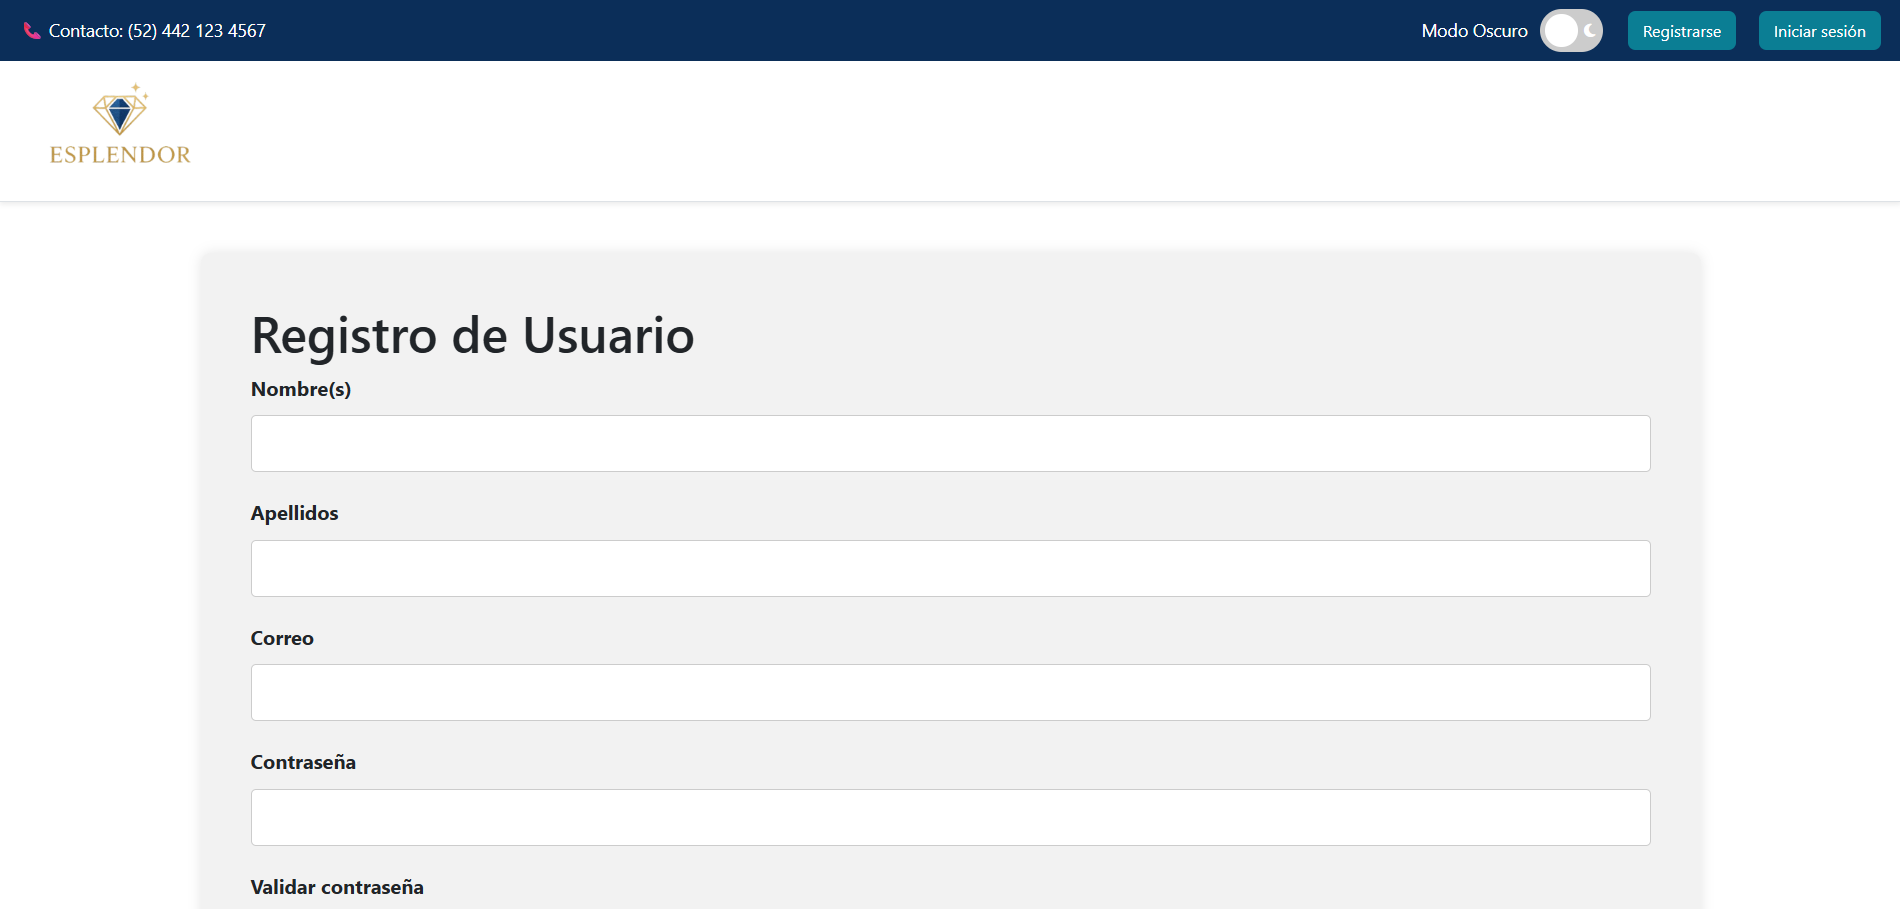 Contacto: (52) 442 123 4567
Modo Oscuro
Registrarse
Iniciar sesión
ESPLENDOR
Registro de Usuario
Nombre(s)
Apellidos
Correo
Contraseña
Validar contraseña